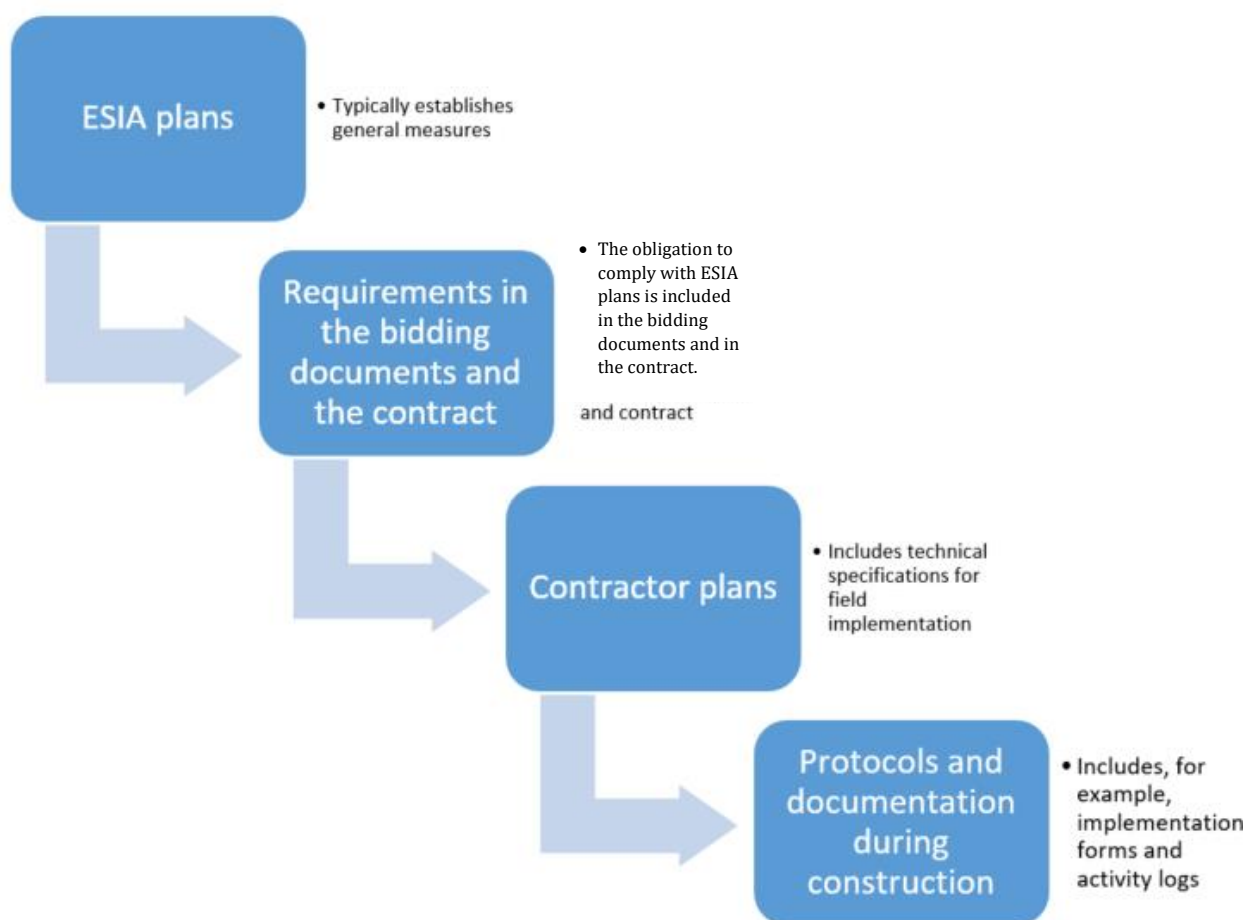 ESIA plans
• Typically establishes
general measures
Requirements in
the bidding
documents and
the contract
• The obligation to
comply with ESIA
plans is included
in the bidding
documents and in
the contract.
and contract
Contractor plans
• Includes technical
specifications for
field
implementation
Protocols and
documentation
during
construction
• Includes, for
example,
implementation
forms and
activity logs